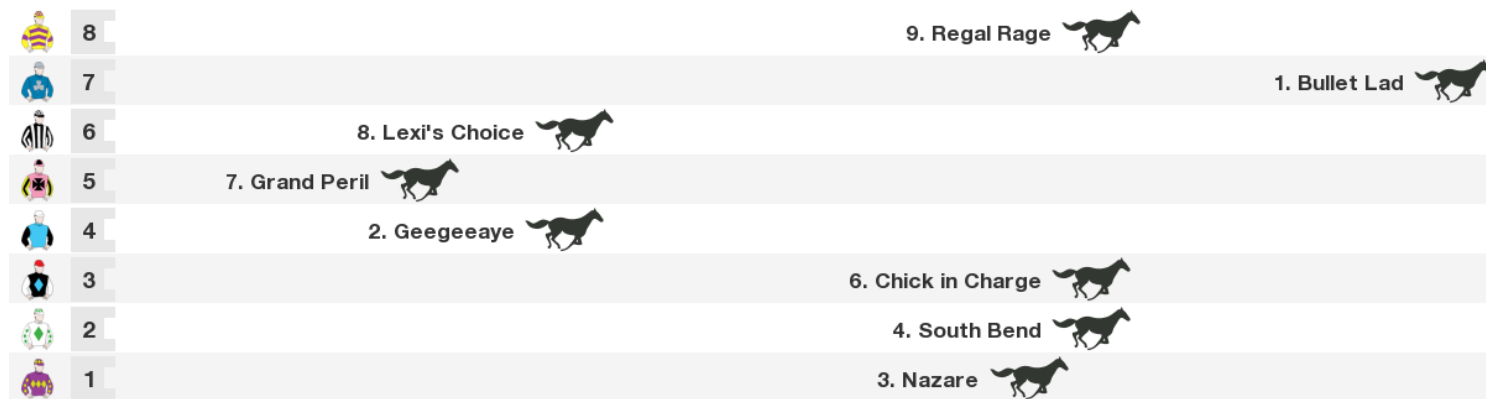 8 9. Regal Rage
7 1. Bullet Lad
6 8. Lexi's Choice
5 7. Grand Peril
4 2. Geegeeaye
3 6. Chick in Charge
2 4. South Bend
1 3. Nazare